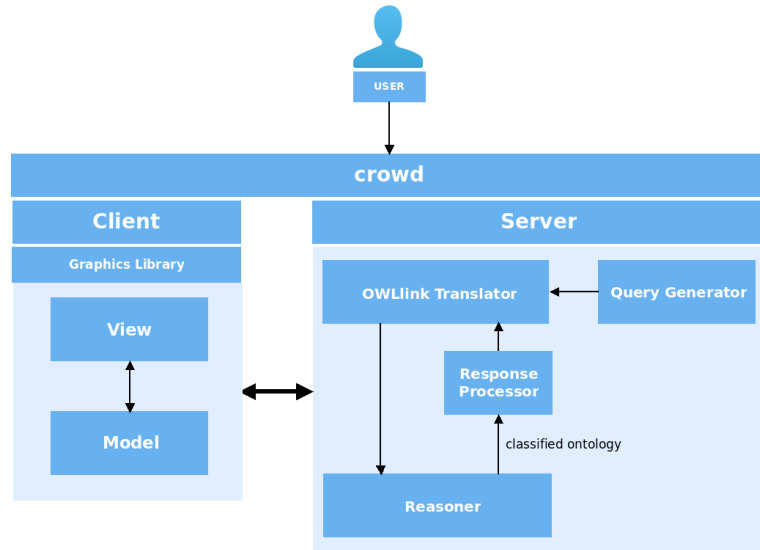 USER
crowd
Client
Server
Graphics Library
OWLlink Translator
Query Generator
View
Response
Processor
Model
classified ontology
Reasoner